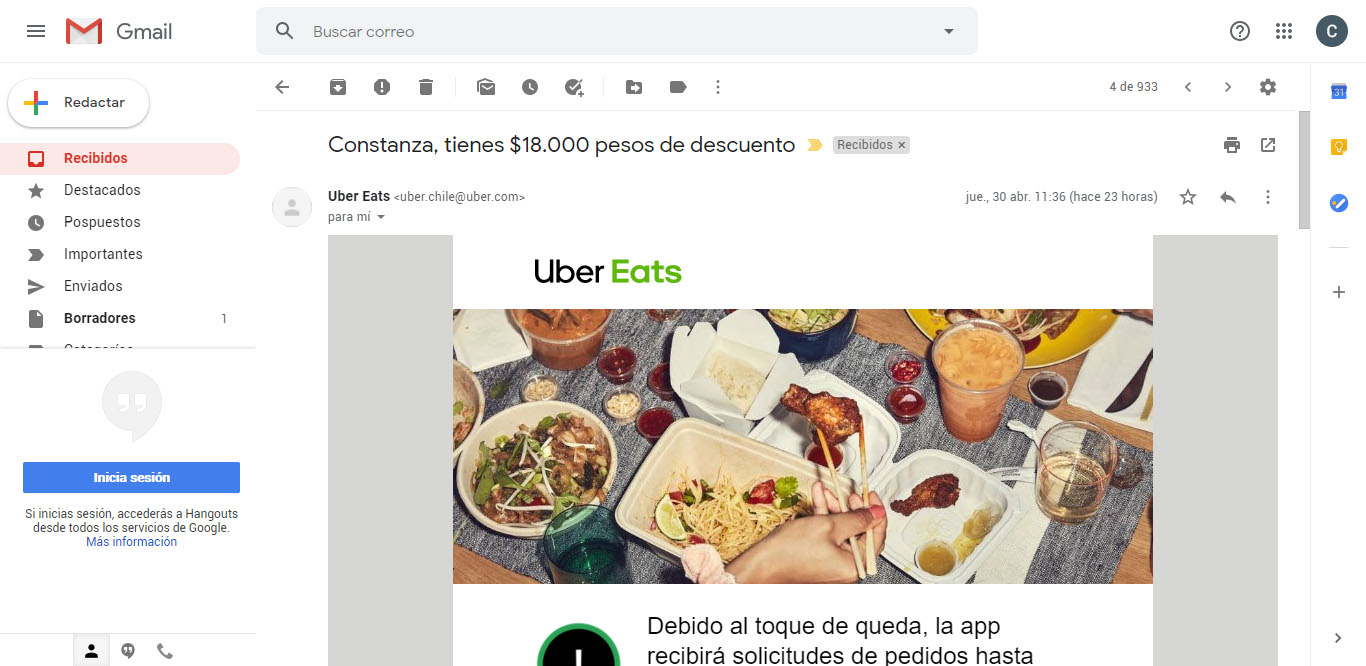 Gmail
Buscar correo
C
Redactar
4 de 933
31
Recibidos
Destacados
Pospuestos
Importantes
Enviados
Borradores 1
Categorías
Constanza, tienes $18.000 pesos de descuento
Recibidos ×
Uber Eats <uber.chile@uber.com>
jue., 30 abr. 11:36 (hace 23 horas)
para mí
Uber Eats
Inicia sesión
Si inicias sesión, accederás a Hangouts
desde todos los servicios de Google.
Más información
Debido al toque de queda, la app
recibirá solicitudes de pedidos hasta